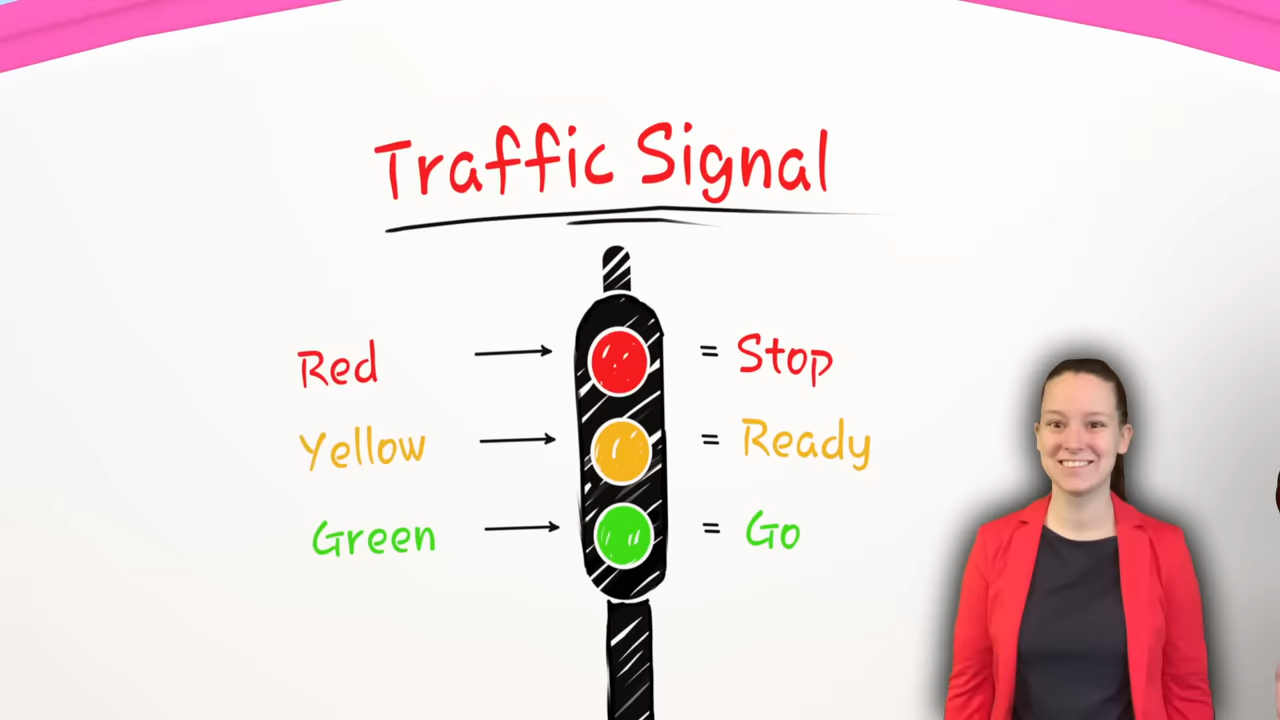 Traffic Signal
Red = Stop
Yellow = Ready
Green = Go